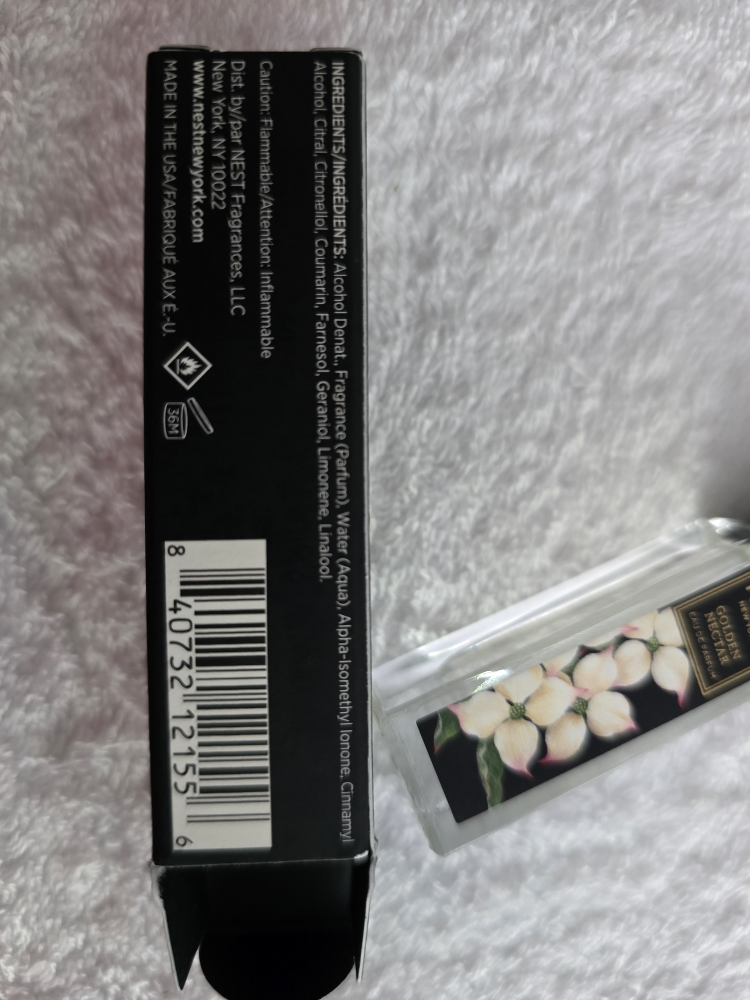 INGREDIENTS/INGRÉDIENTS: Alcohol Denat., Fragrance (Parfum), Water (Aqua), Alpha-Isomethyl Ionone, Cinnamyl
Alcohol, Citral, Citronellol, Coumarin, Farnesol, Geraniol, Limonene, Linalool.
Caution: Flammable/Attention: Inflammable
Dist. by/par NEST Fragrances, LLC
New York, NY 10022
www.nestnewyork.com
MADE IN THE USA/FABRIQUÉ AUX É.-U.
36M
8 40732 12155 6
GOLDEN
NECTAR
EAU DE PARFUM